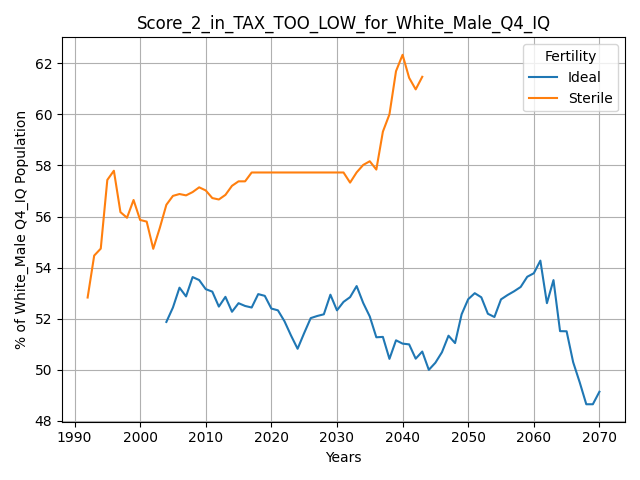 Score_2_in_TAX_TOO_LOW_for_White_Male_Q4_IQ
Fertility
Ideal
Sterile
% of White_Male Q4_IQ Population
62
60
58
56
54
52
50
48
1990
2000
2010
2020
2030
2040
2050
2060
2070
Years